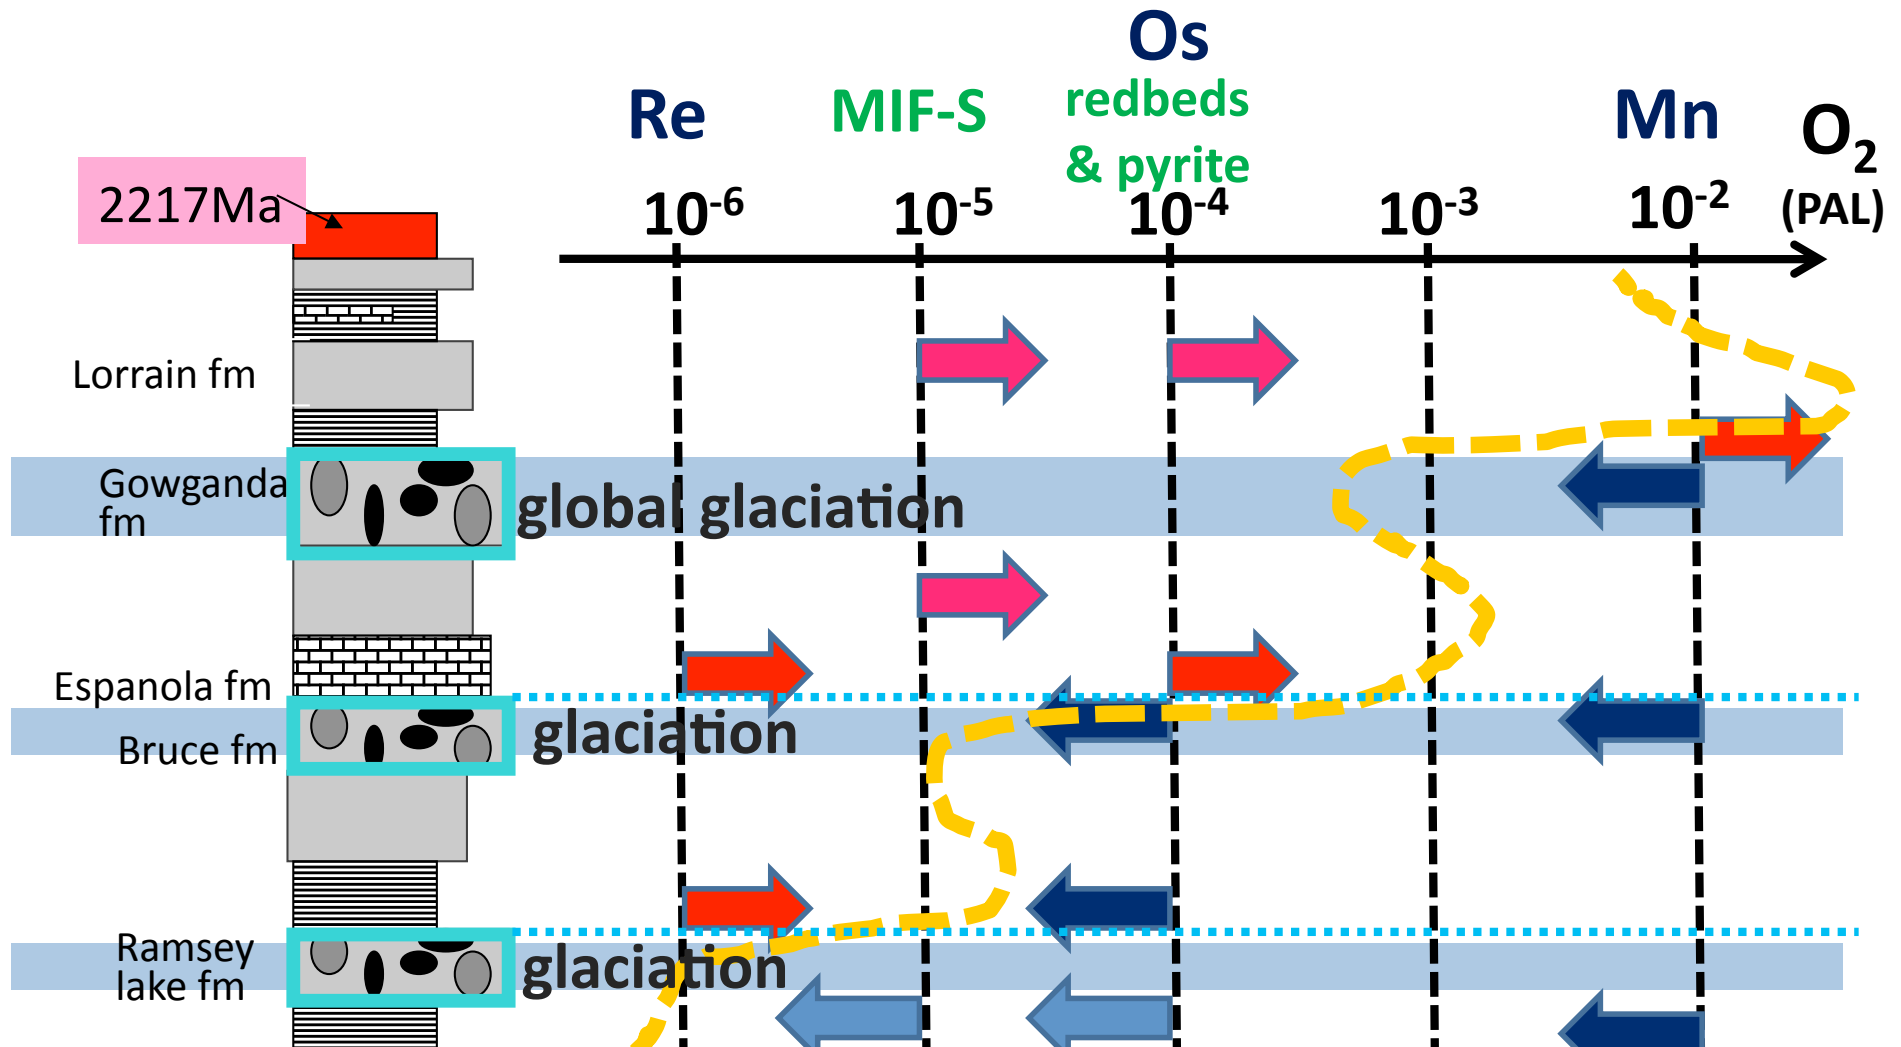 Os
Re MIF-S redbeds Mn O₂
& pyrite
2217Ma 10⁻⁶ 10⁻⁵ 10⁻⁴ 10⁻³ 10⁻² (PAL)
Lorrain fm
Gowganda
fm
global glaciation
Espanola fm
Bruce fm
glaciation
Ramsey
lake fm
glaciation